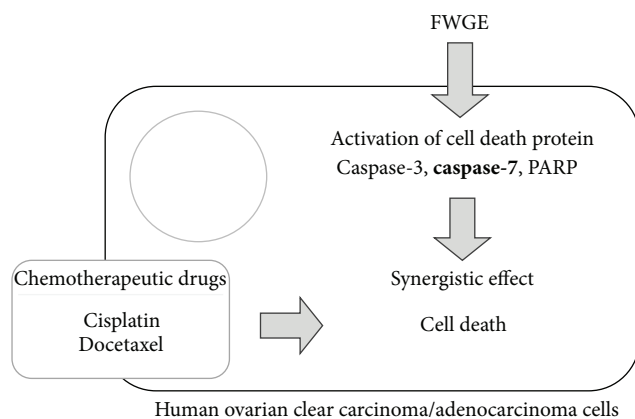 FWGE
Activation of cell death protein
Caspase-3, caspase-7, PARP
Chemotherapeutic drugs
Cisplatin
Docetaxel
Synergistic effect
Cell death
Human ovarian clear carcinoma/adenocarcinoma cells